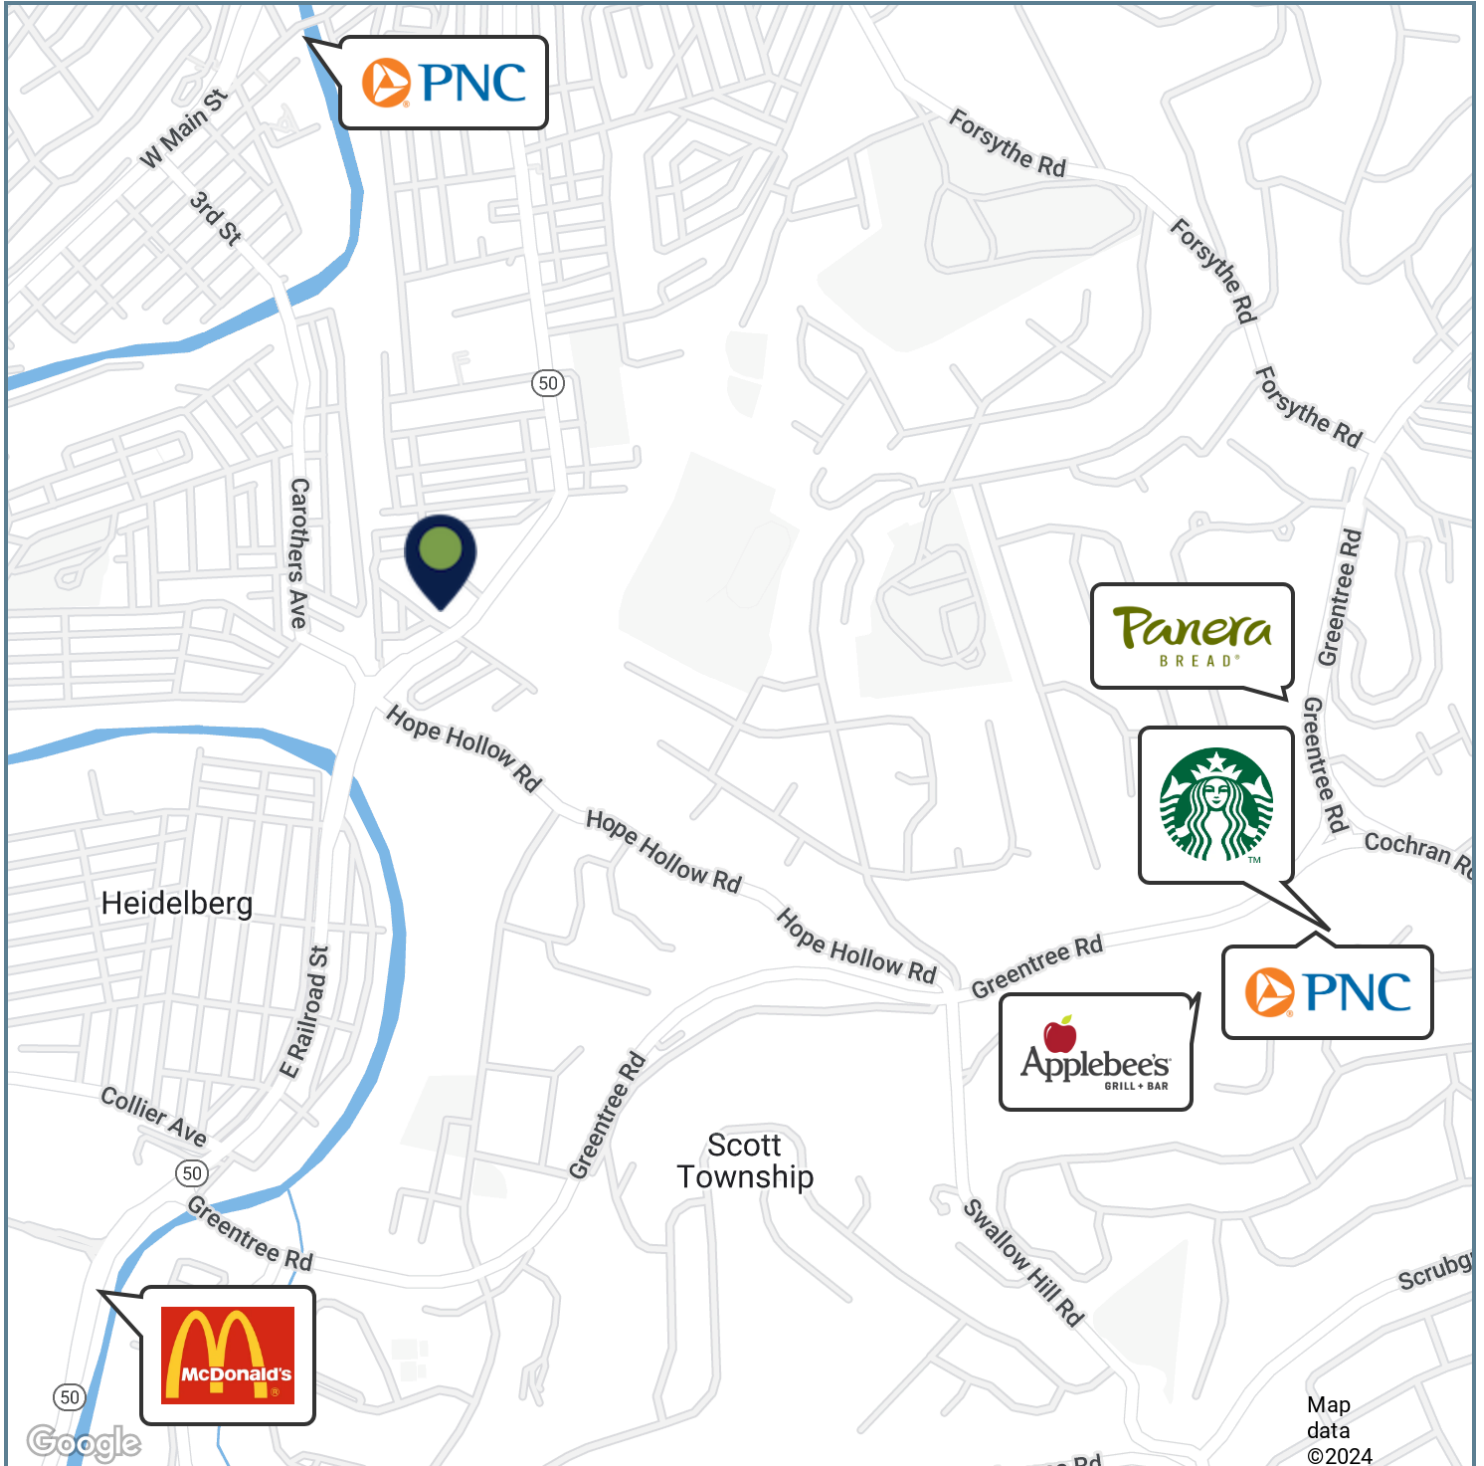 PNC
W Main St
Forsythe Rd
3rd St
Forsythe Rd
50
Forsythe Rd
Carothers Ave
Greentree Rd
Panera
BREAD®
Hope Hollow Rd
Greentree Rd
Hope Hollow Rd
Cochran R
TM
Heidelberg
Hope Hollow Rd
Greentree Rd
PNC
E Railroad St
Applebee's
GRILL + BAR
Greentree Rd
Collier Ave
Scott
Township
50
Greentree Rd
Swallow Hill Rd
Scrubg
McDonald's
®
50
Google
Map
data
©2024
Rd